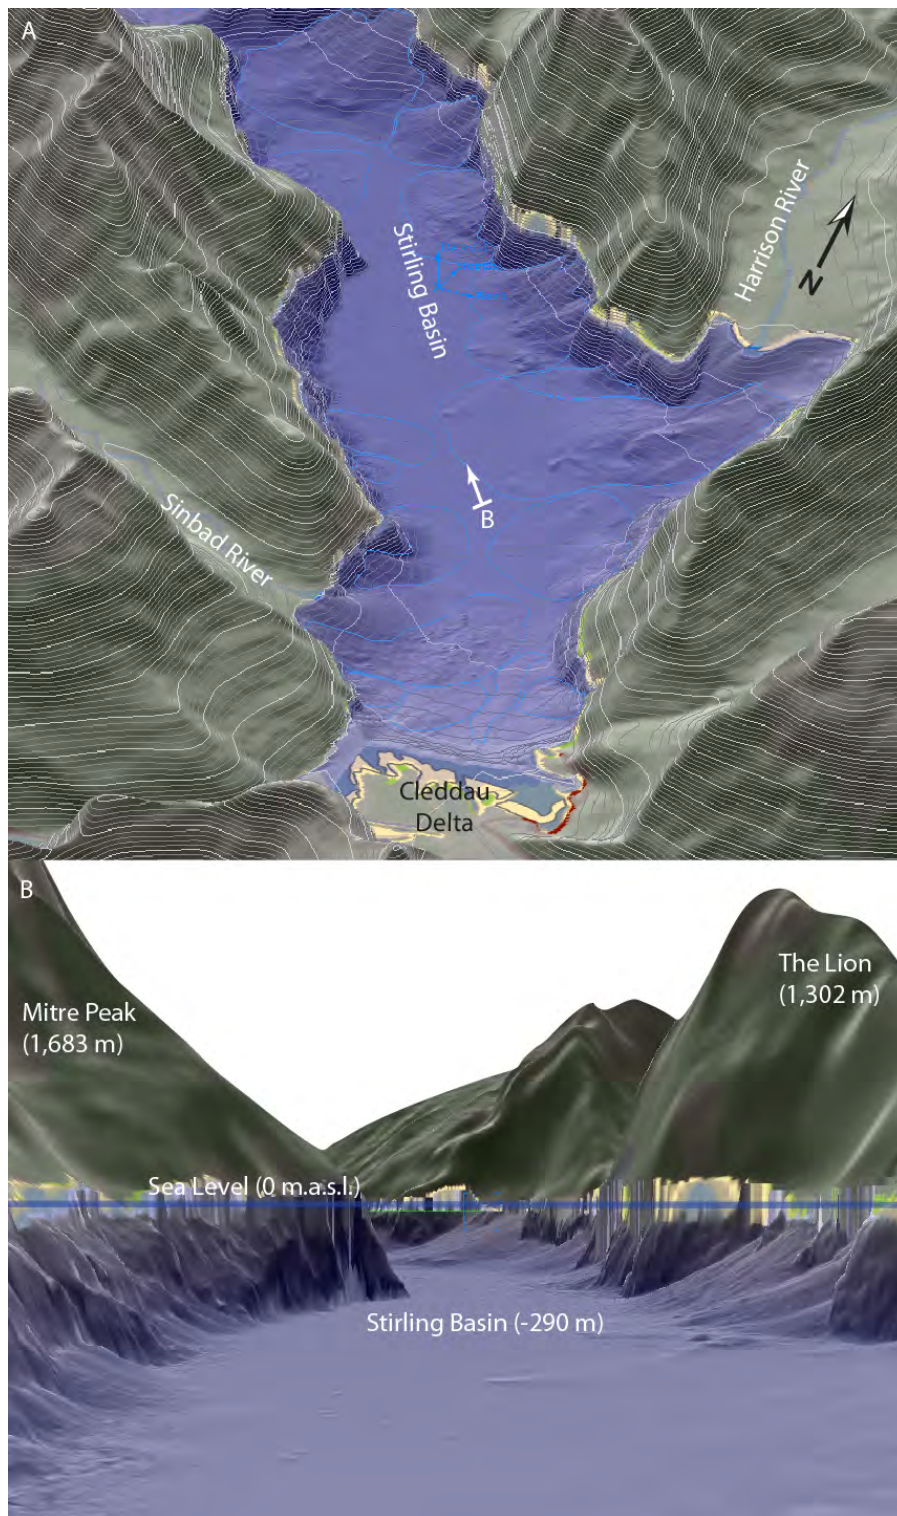 A
Stirling Basin
Harrison River
N
B
Sinbad River
Cleddau
Delta
B
The Lion
(1,302 m)
Mitre Peak
(1,683 m)
Sea Level (0 m.a.s.l.)
Stirling Basin (-290 m)